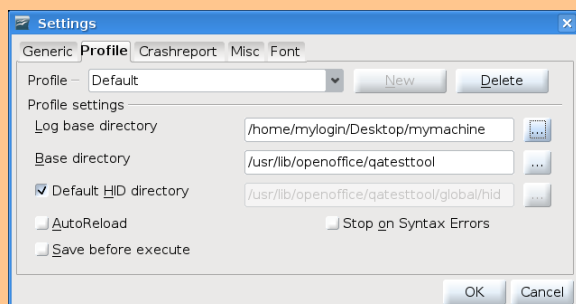 Settings
Generic Profile Crashreport Misc Font
Profile Default New Delete
Profile settings
Log base directory /home/mylogin/Desktop/mymachine ...
Base directory /usr/lib/openoffice/qatesttool ...
Default HID directory /usr/lib/openoffice/qatesttool/global/hid ...
AutoReload Stop on Syntax Errors
Save before execute
OK Cancel